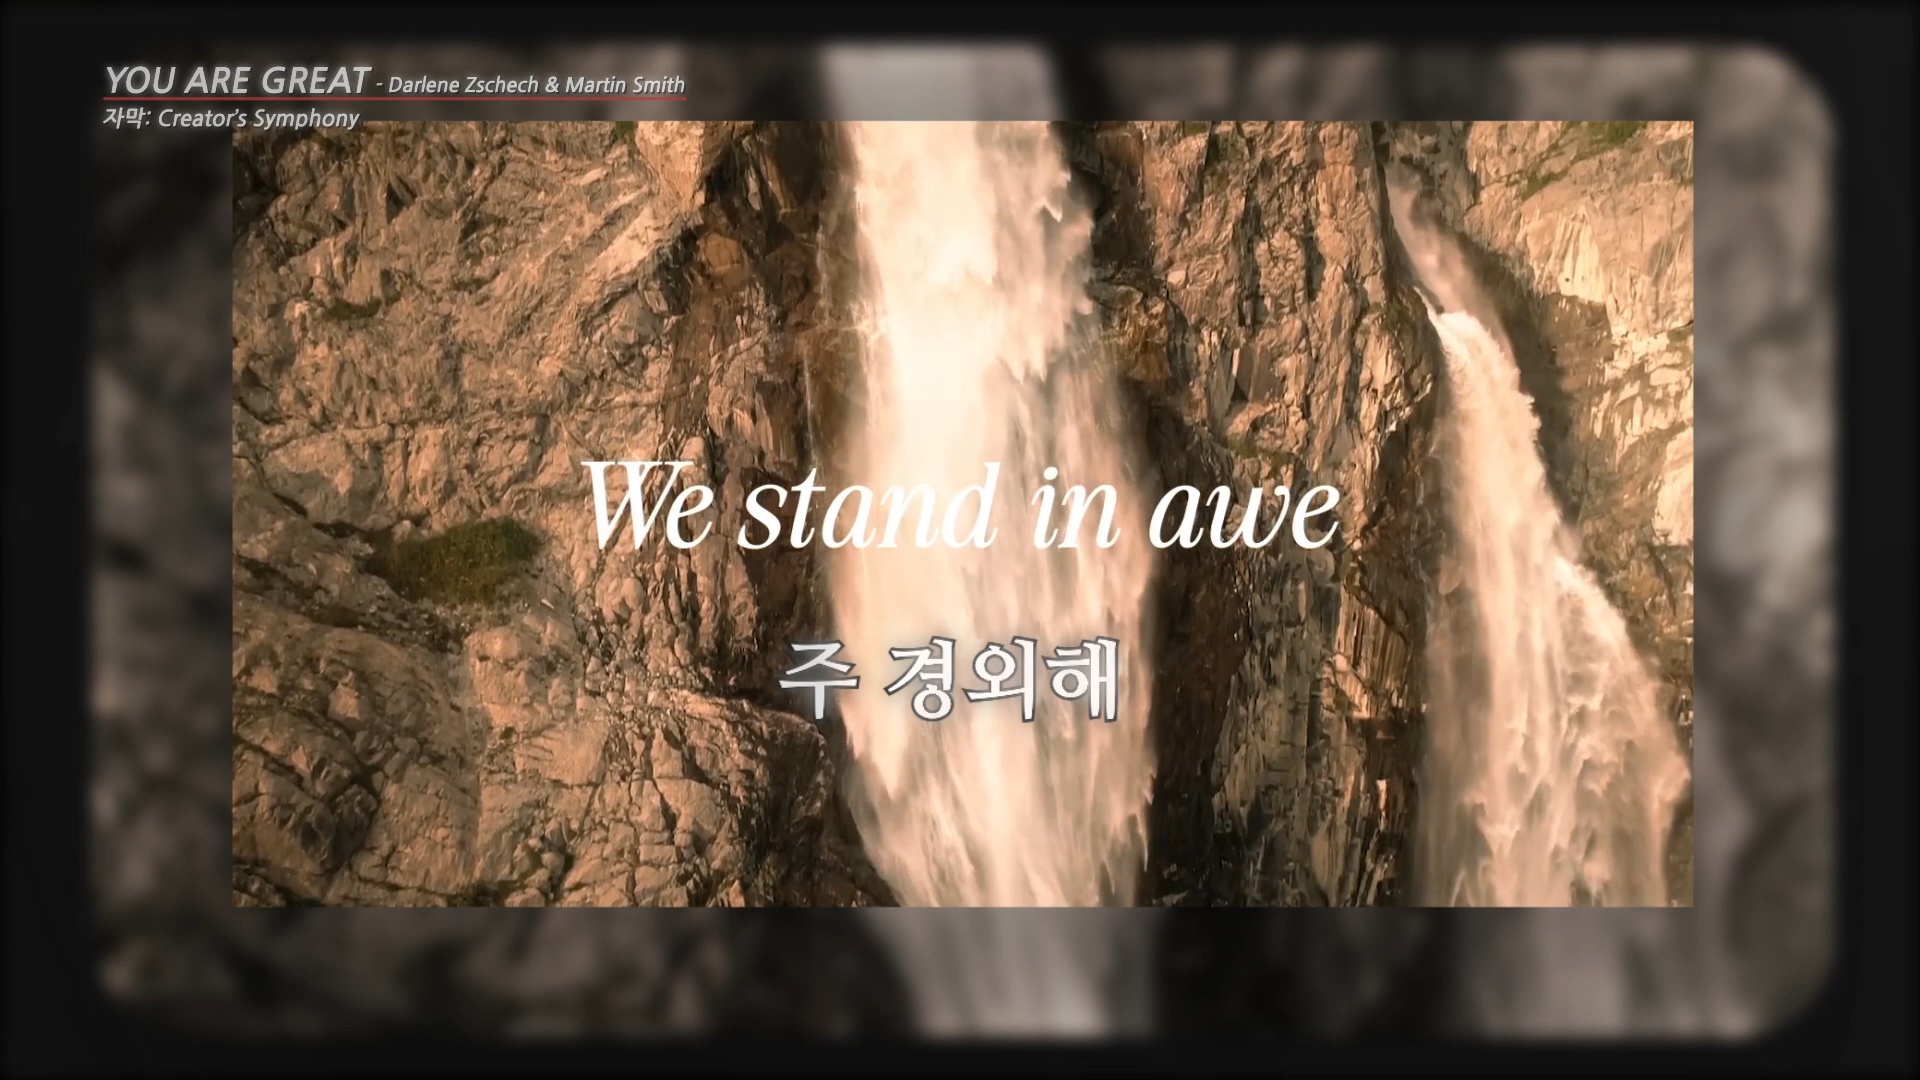 YOU ARE GREAT - Darlene Zschech & Martin Smith
자막: Creator's Symphony
We stand in awe
주 경외해